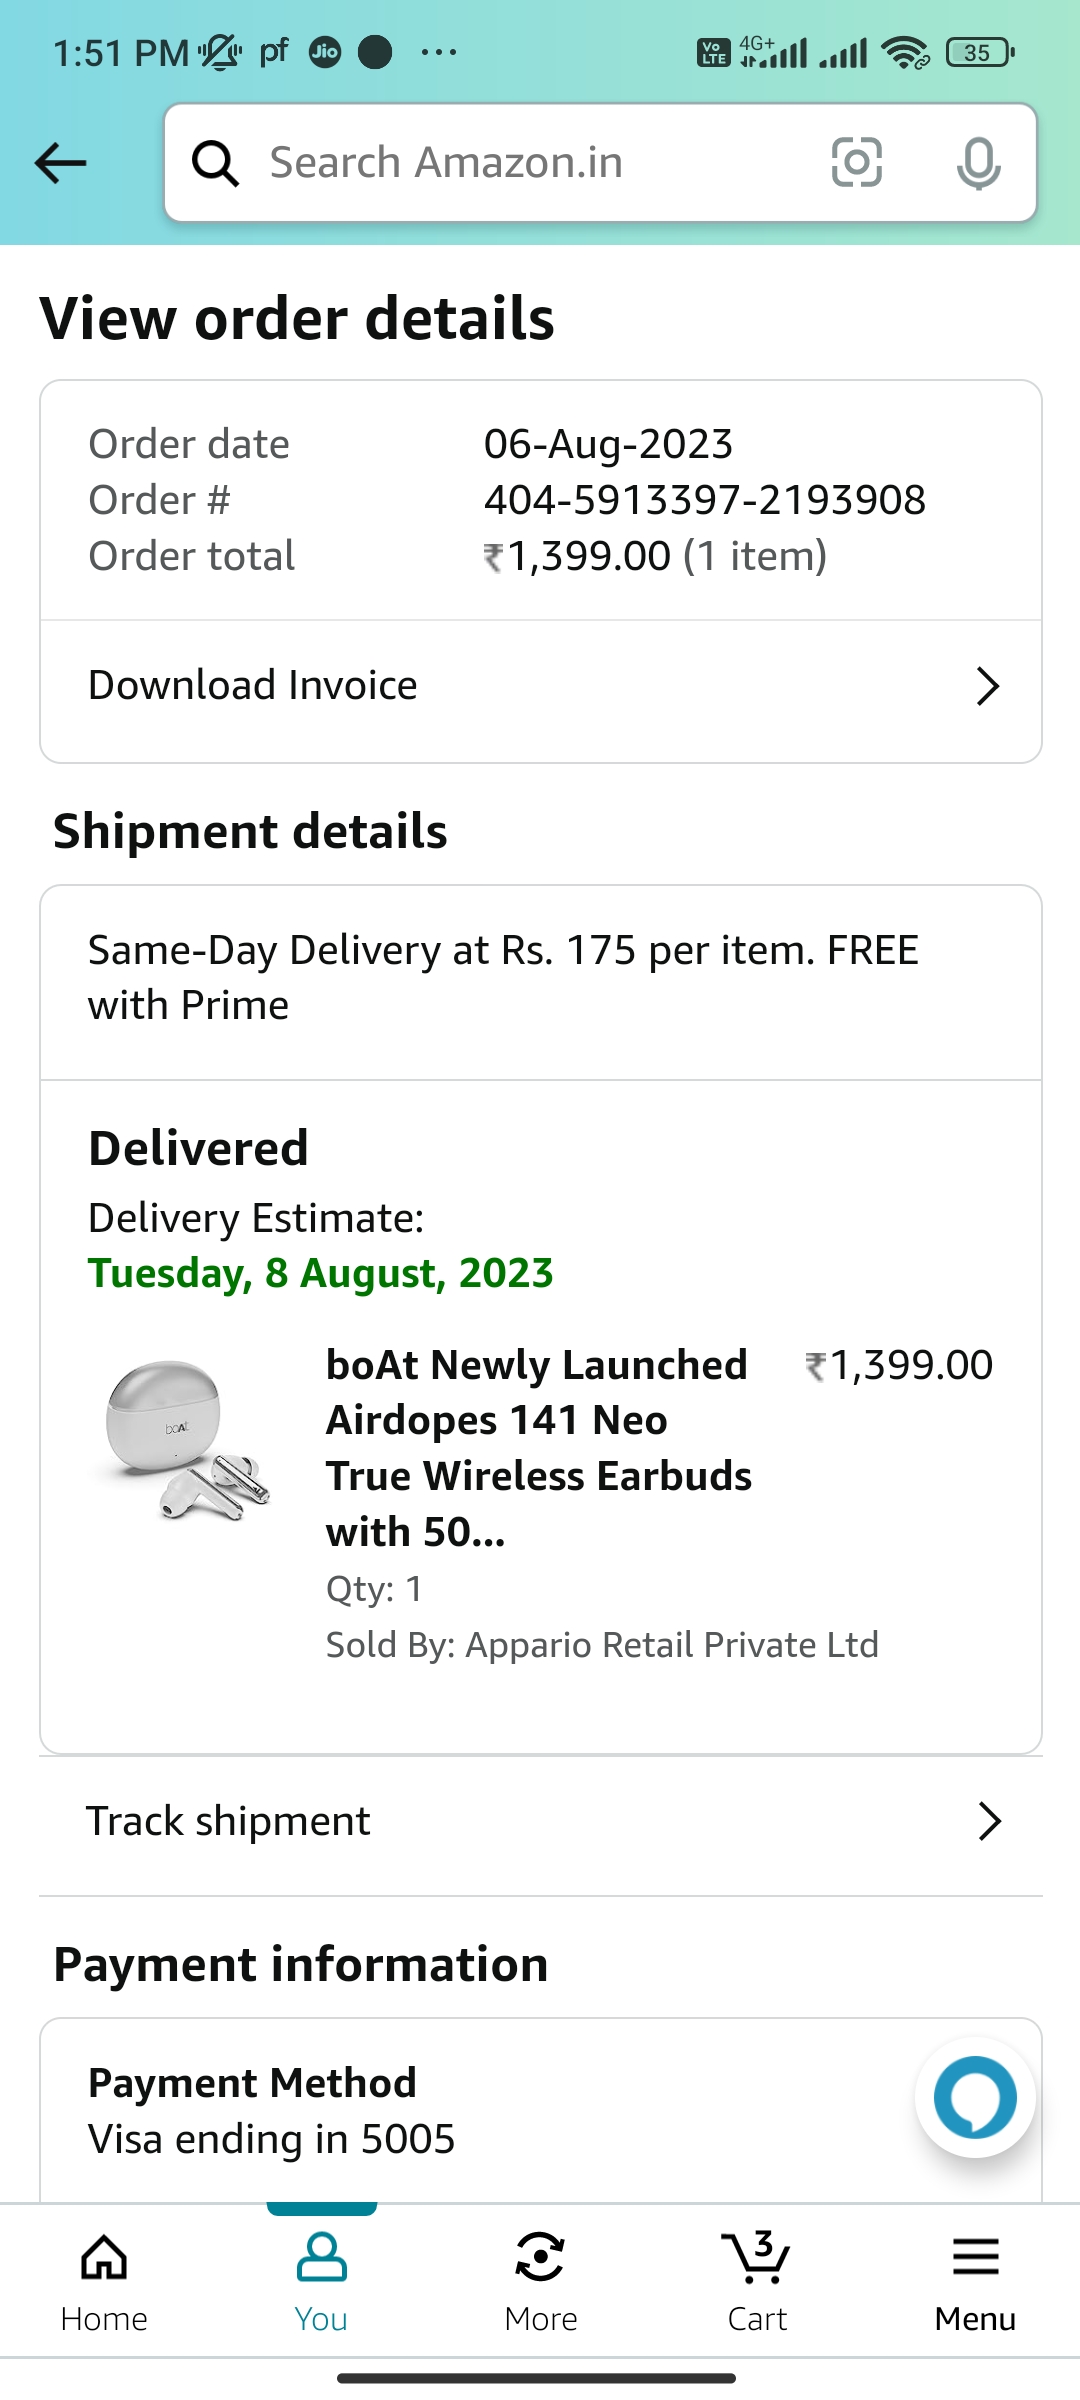 1:51 PM pf Jio ... Vo LTE 4G+ 35
Search Amazon.in
View order details
Order date 06-Aug-2023
Order # 404-5913397-2193908
Order total ₹1,399.00 (1 item)
Download Invoice
Shipment details
Same-Day Delivery at Rs. 175 per item. FREE
with Prime
Delivered
Delivery Estimate:
Tuesday, 8 August, 2023
boAt
boAt Newly Launched ₹1,399.00
Airdopes 141 Neo
True Wireless Earbuds
with 50...
Qty: 1
Sold By: Appario Retail Private Ltd
Track shipment
Payment information
Payment Method
Visa ending in 5005
3
Home You More Cart Menu